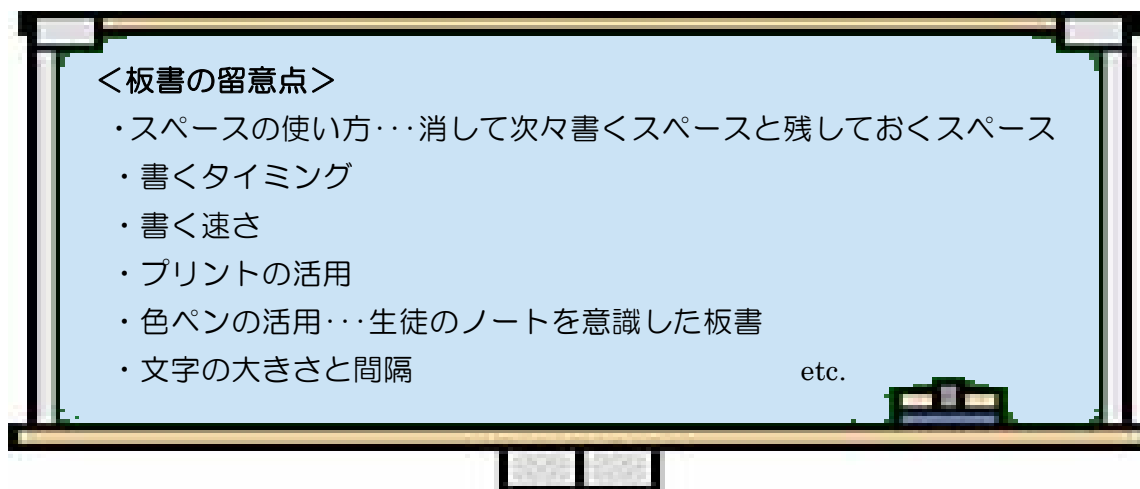 ＜板書の留意点＞
・スペースの使い方･･･消して次々書くスペースと残しておくスペース
・書くタイミング
・書く速さ
・プリントの活用
・色ペンの活用･･･生徒のノートを意識した板書
・文字の大きさと間隔 etc.